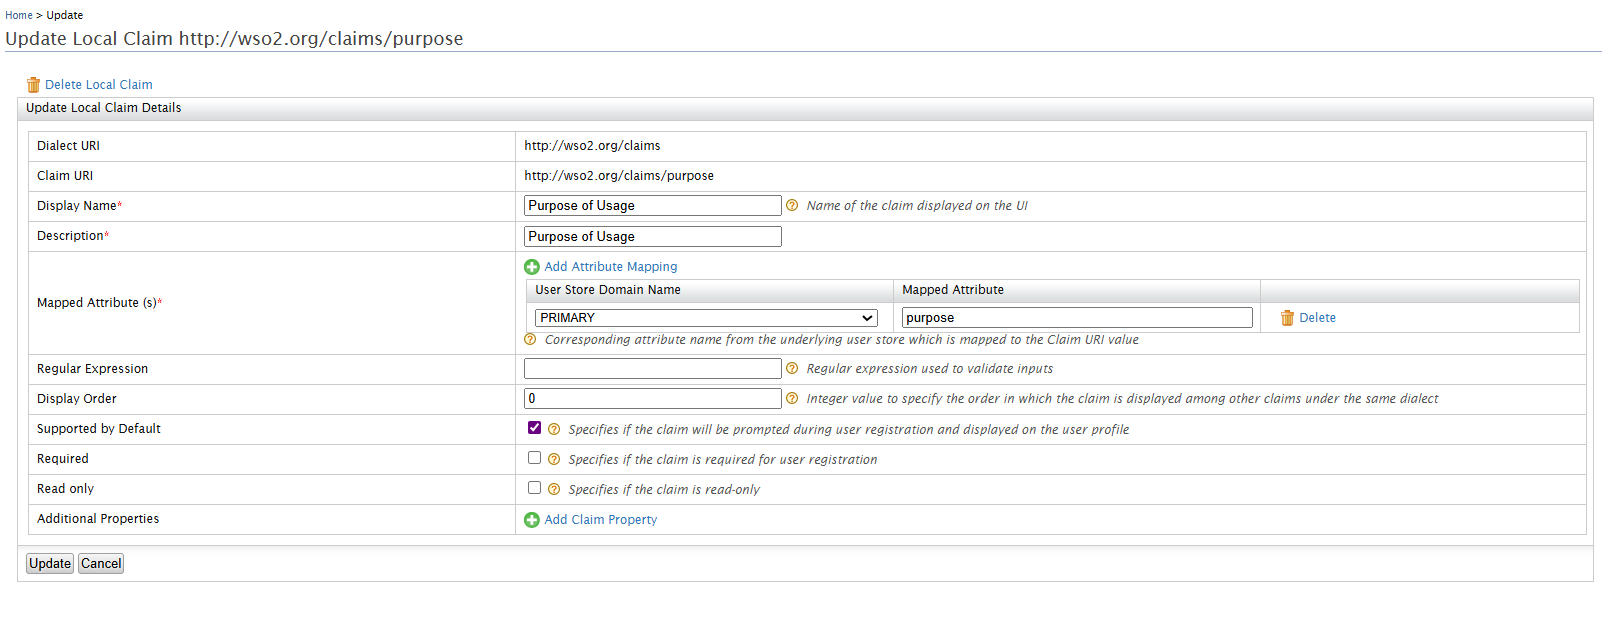 Home > Update
Update Local Claim http://wso2.org/claims/purpose
Delete Local Claim
Update Local Claim Details
Dialect URI http://wso2.org/claims
Claim URI http://wso2.org/claims/purpose
Display Name* Purpose of Usage Name of the claim displayed on the UI
Description* Purpose of Usage
Add Attribute Mapping
User Store Domain Name Mapped Attribute
Mapped Attribute (s)*
PRIMARY purpose Delete
Corresponding attribute name from the underlying user store which is mapped to the Claim URI value
Regular Expression Regular expression used to validate inputs
Display Order 0 Integer value to specify the order in which the claim is displayed among other claims under the same dialect
Supported by Default Specifies if the claim will be prompted during user registration and displayed on the user profile
Required Specifies if the claim is required for user registration
Read only Specifies if the claim is read-only
Additional Properties Add Claim Property
Update Cancel